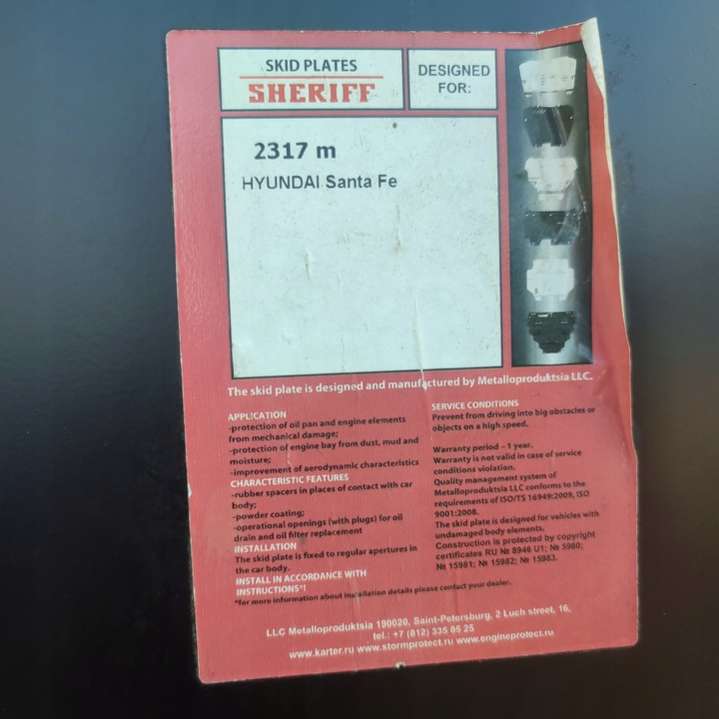 SKID PLATES
SHERIFF
DESIGNED
FOR:
2317 m
HYUNDAI Santa Fe
The skid plate is designed and manufactured by Metalloproduktsia LLC.
APPLICATION
-protection of oil pan and engine elements
from mechanical damage;
-protection of engine bay from dust, mud and
moisture;
-improvement of aerodynamic characteristics
CHARACTERISTIC FEATURES
-rubber spacers in places of contact with car
body;
-powder coating;
-operational openings (with plugs) for oil
drain and oil filter replacement
INSTALLATION
The skid plate is fixed to regular apertures in
the car body.
INSTALL IN ACCORDANCE WITH
INSTRUCTIONS*!
*for more information about installation details please contact your dealer.
SERVICE CONDITIONS
Prevent from driving into big obstacles or
objects on a high speed.
Warranty period – 1 year.
Warranty is not valid in case of service
conditions violation.
Quality management system of
Metalloproduktsia LLC conforms to the
requirements of ISO/TS 16949:2009, ISO
9001:2008.
The skid plate is designed for vehicles with
undamaged body elements.
Construction is protected by copyright
certificates RU № 8946 U1; № 5980;
№ 15981; № 15982; № 15983.
LLC Metalloproduktsia 190020, Saint-Petersburg, 2 Luch street, 16,
tel.: +7 (812) 335 05 25
www.karter.ru www.stormprotect.ru www.engineprotect.ru